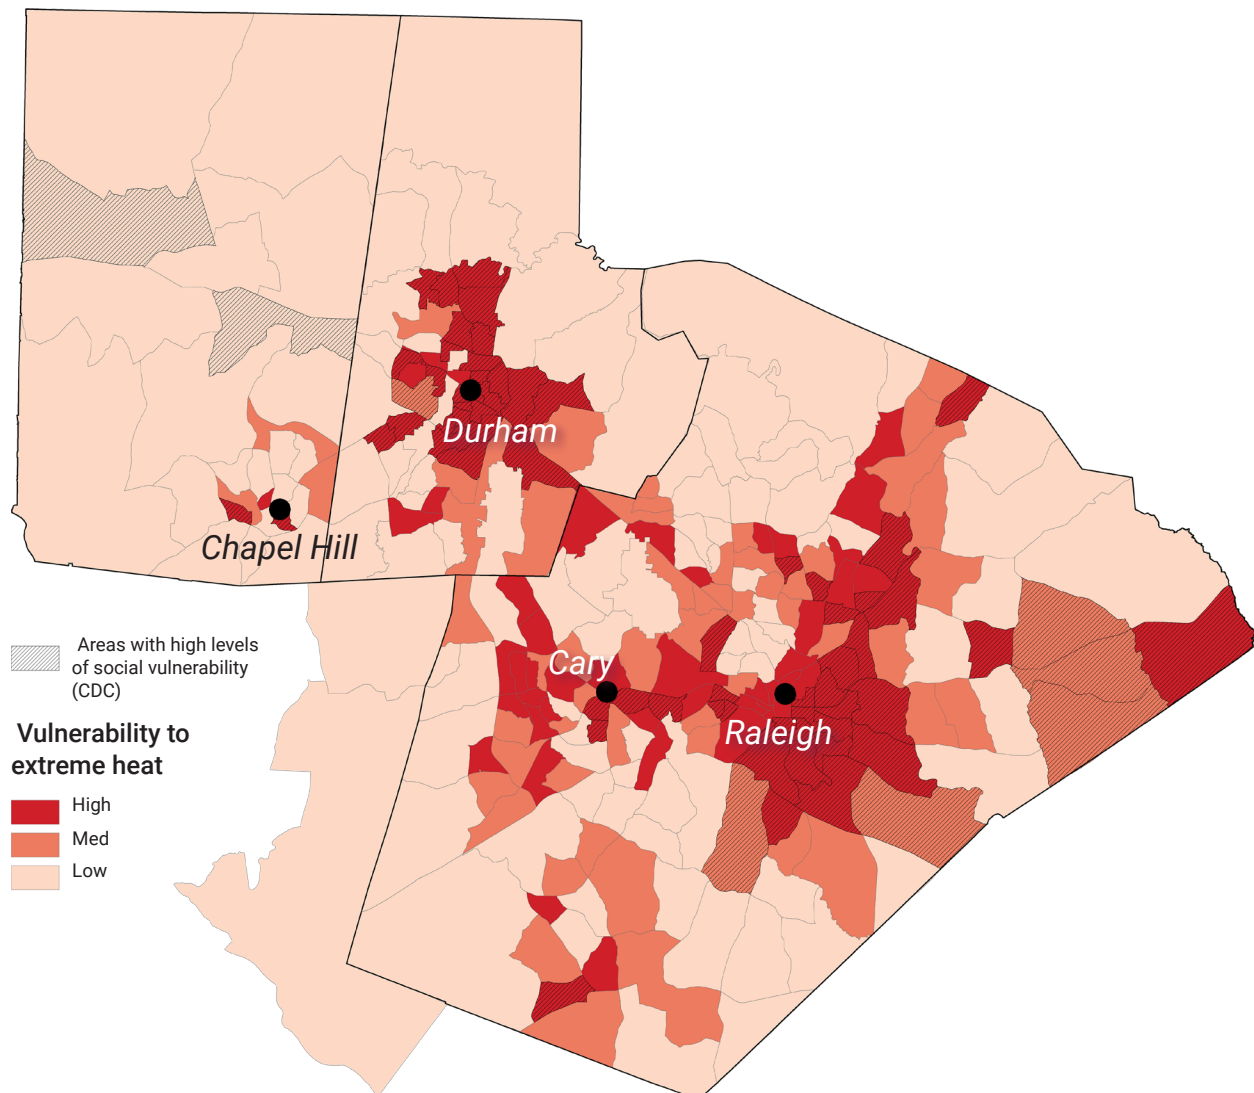 Durham
Chapel Hill
Cary
Raleigh
Areas with high levels
of social vulnerability
(CDC)
Vulnerability to
extreme heat
High
Med
Low